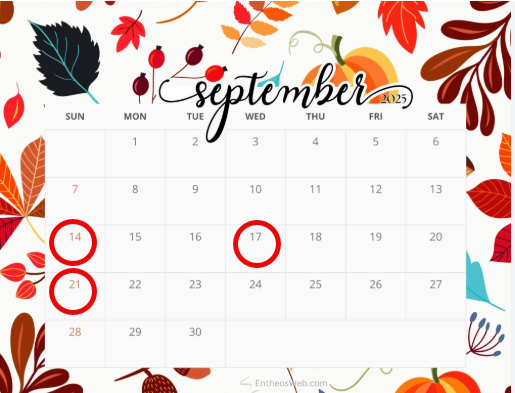 september 2025
SUN MON TUE WED THU FRI SAT
1 2 3 4 5 6
7 8 9 10 11 12 13
14 15 16 17 18 19 20
21 22 23 24 25 26 27
28 29 30
EntheosWeb.com